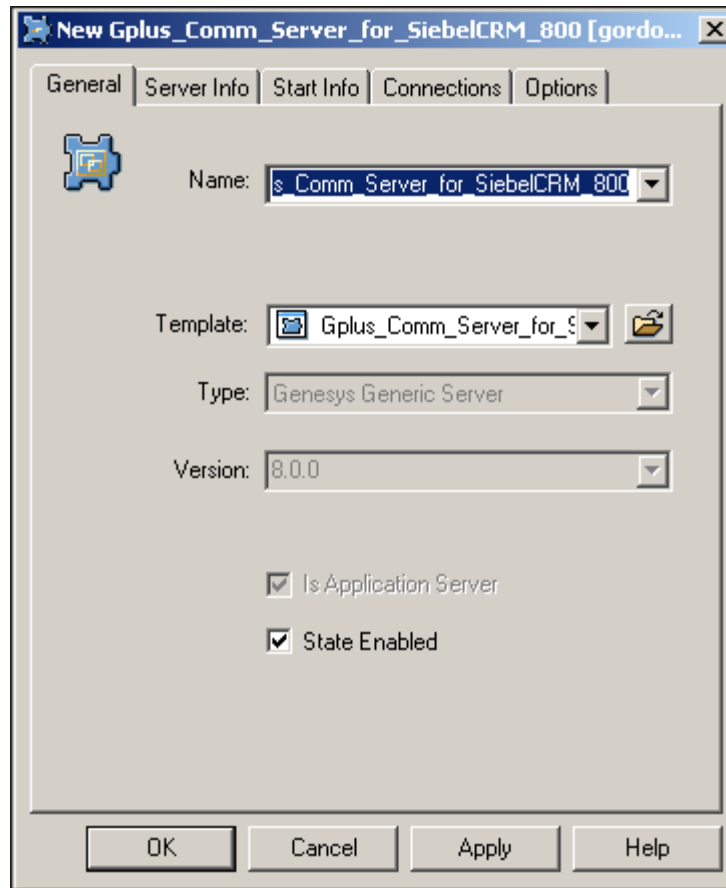 New Gplus_Comm_Server_for_SiebelCRM_800 [gordo...
General Server Info Start Info Connections Options
Name: s_Comm_Server_for_SiebelCRM_800
Template: Gplus_Comm_Server_for_S
Type: Genesys Generic Server
Version: 8.0.0
Is Application Server
State Enabled
OK Cancel Apply Help